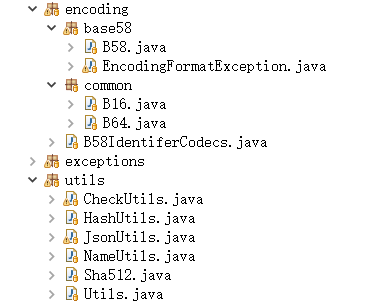 encoding
base58
B58.java
EncodingFormatException.java
common
B16.java
B64.java
B58IdentiferCodecs.java
exceptions
utils
CheckUtils.java
HashUtils.java
JsonUtils.java
NameUtils.java
Sha512.java
Utils.java